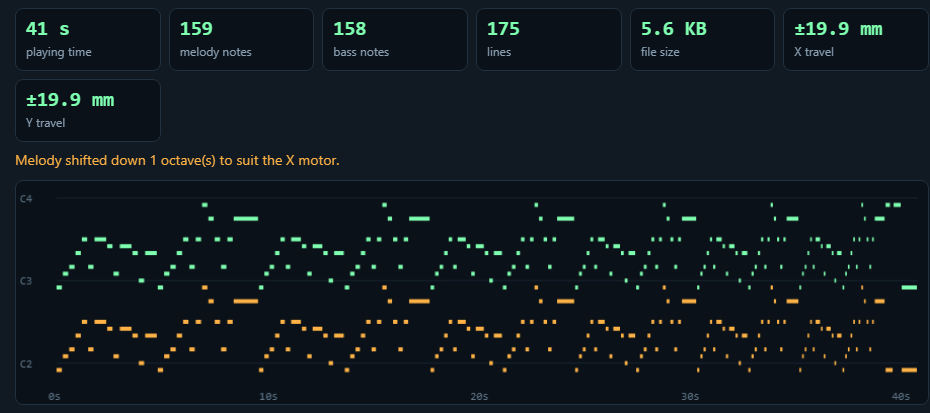 41 s
playing time
159
melody notes
158
bass notes
175
lines
5.6 KB
file size
±19.9 mm
X travel
±19.9 mm
Y travel
Melody shifted down 1 octave(s) to suit the X motor.
C4
C3
C2
0s 10s 20s 30s 40s